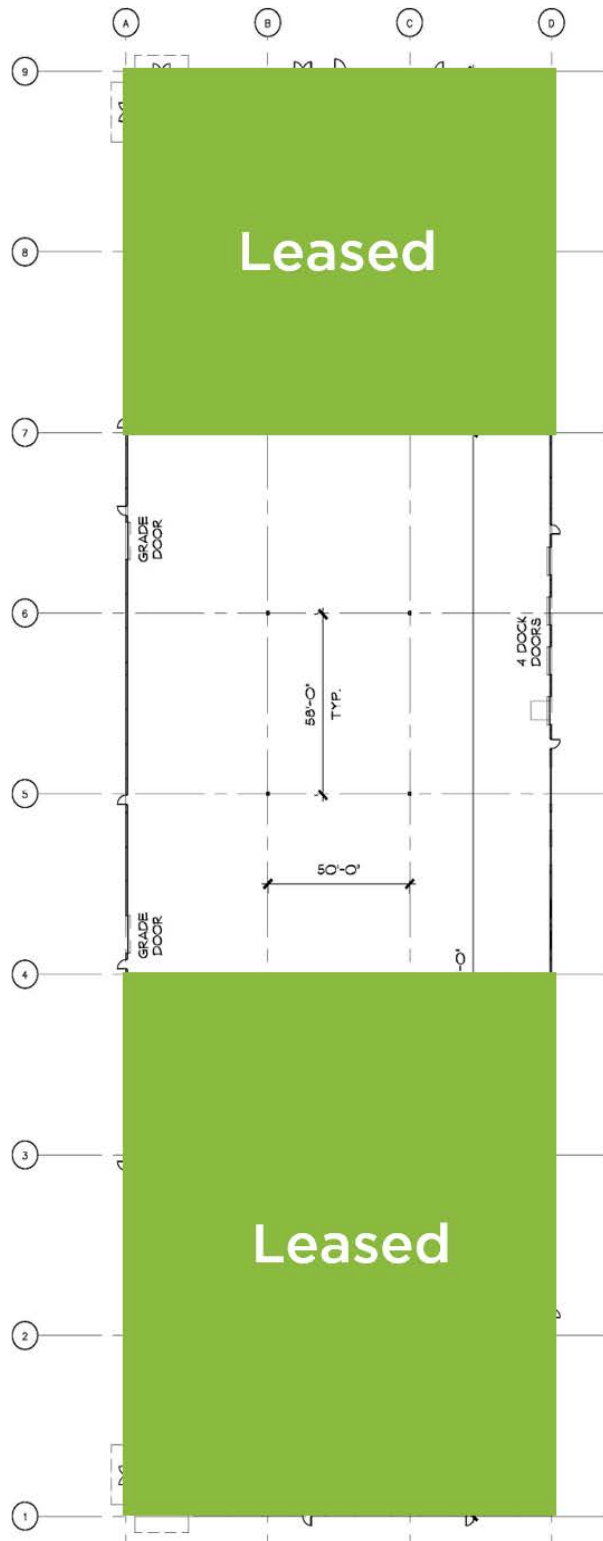 A B C D
9
8
Leased
7
GRADE
DOOR
6
4 DOCK
DOORS
58'-0"
TYP.
5
50'-0"
GRADE
DOOR
-0"
4
3
Leased
2
1